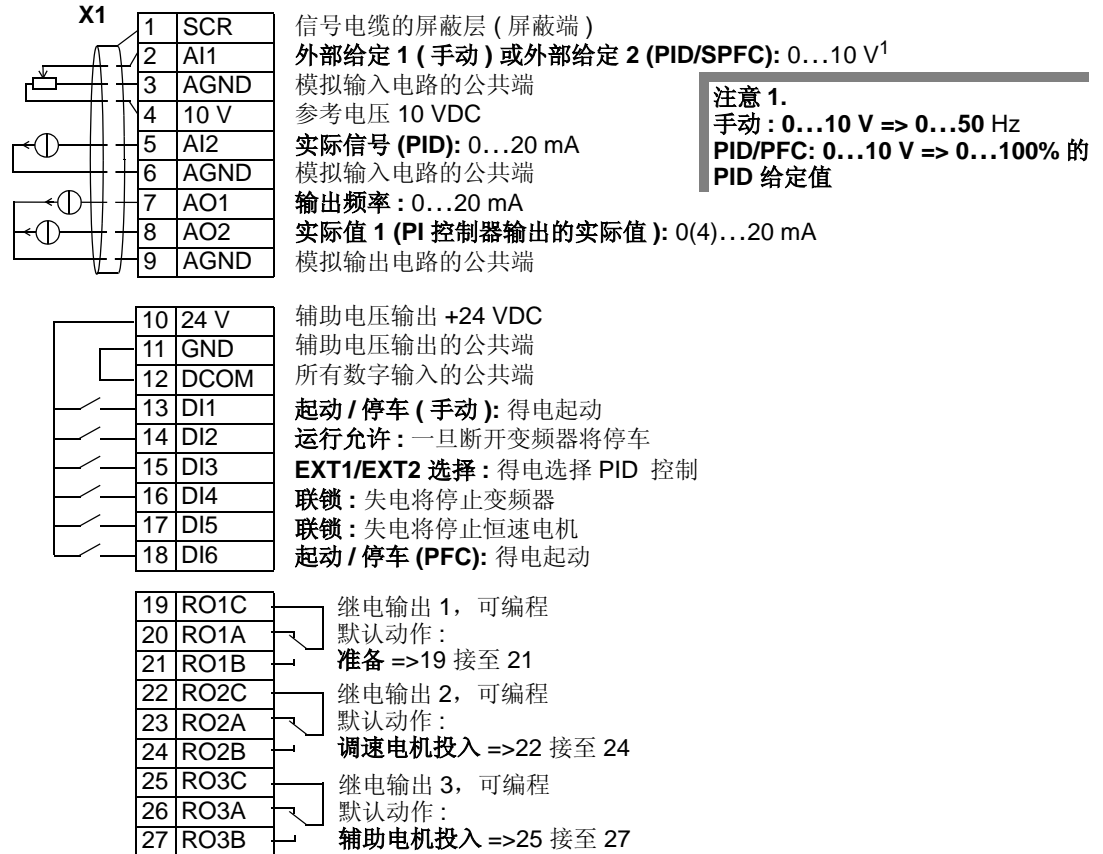 X1
1 SCR 信号电缆的屏蔽层 ( 屏蔽端 )
2 AI1 外部给定 1 ( 手动 ) 或外部给定 2 (PID/SPFC): 0…10 V¹
3 AGND 模拟输入电路的公共端
4 10 V 参考电压 10 VDC
5 AI2 实际信号 (PID): 0…20 mA
6 AGND 模拟输入电路的公共端
7 AO1 输出频率 : 0…20 mA
8 AO2 实际值 1 (PI 控制器输出的实际值 ): 0(4)…20 mA
9 AGND 模拟输出电路的公共端
注意 1.
手动 : 0…10 V => 0…50 Hz
PID/PFC: 0…10 V => 0…100% 的
PID 给定值
10 24 V 辅助电压输出 +24 VDC
11 GND 辅助电压输出的公共端
12 DCOM 所有数字输入的公共端
13 DI1 起动 / 停车 ( 手动 ): 得电起动
14 DI2 运行允许 : 一旦断开变频器将停车
15 DI3 EXT1/EXT2 选择 : 得电选择 PID 控制
16 DI4 联锁 : 失电将停止变频器
17 DI5 联锁 : 失电将停止恒速电机
18 DI6 起动 / 停车 (PFC): 得电起动
19 RO1C 继电输出 1，可编程
20 RO1A 默认动作 :
21 RO1B 准备 =>19 接至 21
22 RO2C 继电输出 2，可编程
23 RO2A 默认动作 :
24 RO2B 调速电机投入 =>22 接至 24
25 RO3C 继电输出 3，可编程
26 RO3A 默认动作 :
27 RO3B 辅助电机投入 =>25 接至 27